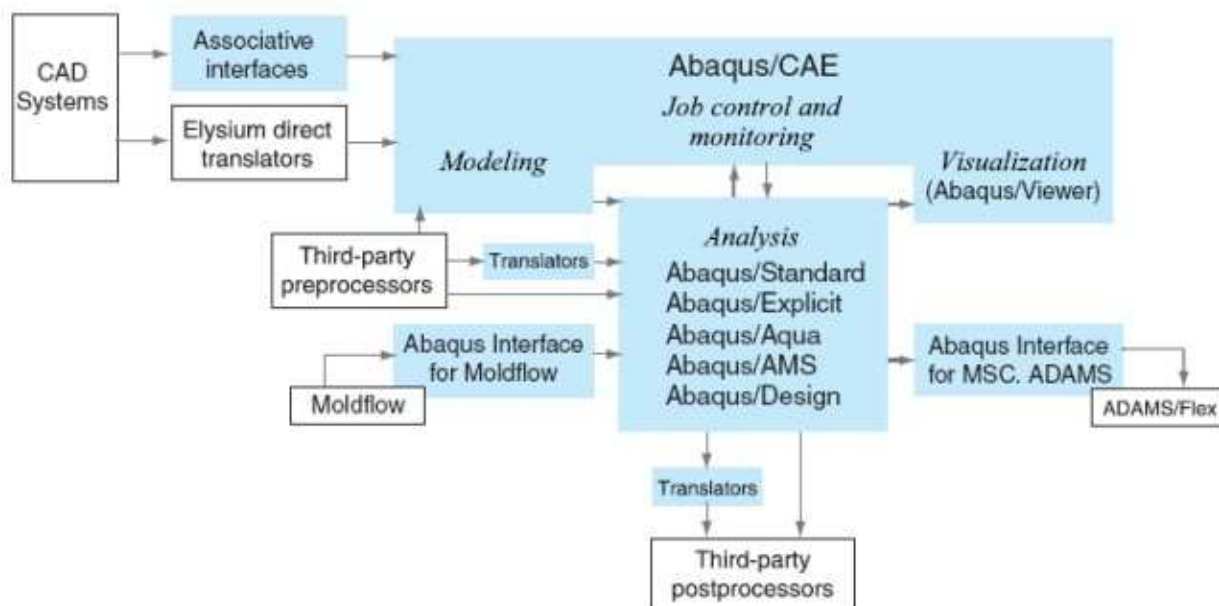 CAD
Systems
Associative
interfaces
Elysium direct
translators
Abaqus/CAE
Job control and
monitoring
Modeling
Visualization
(Abaqus/Viewer)
Third-party
preprocessors
Translators
Analysis
Abaqus/Standard
Abaqus/Explicit
Abaqus/Aqua
Abaqus/AMS
Abaqus/Design
Abaqus Interface
for Moldflow
Moldflow
Abaqus Interface
for MSC. ADAMS
ADAMS/Flex
Translators
Third-party
postprocessors